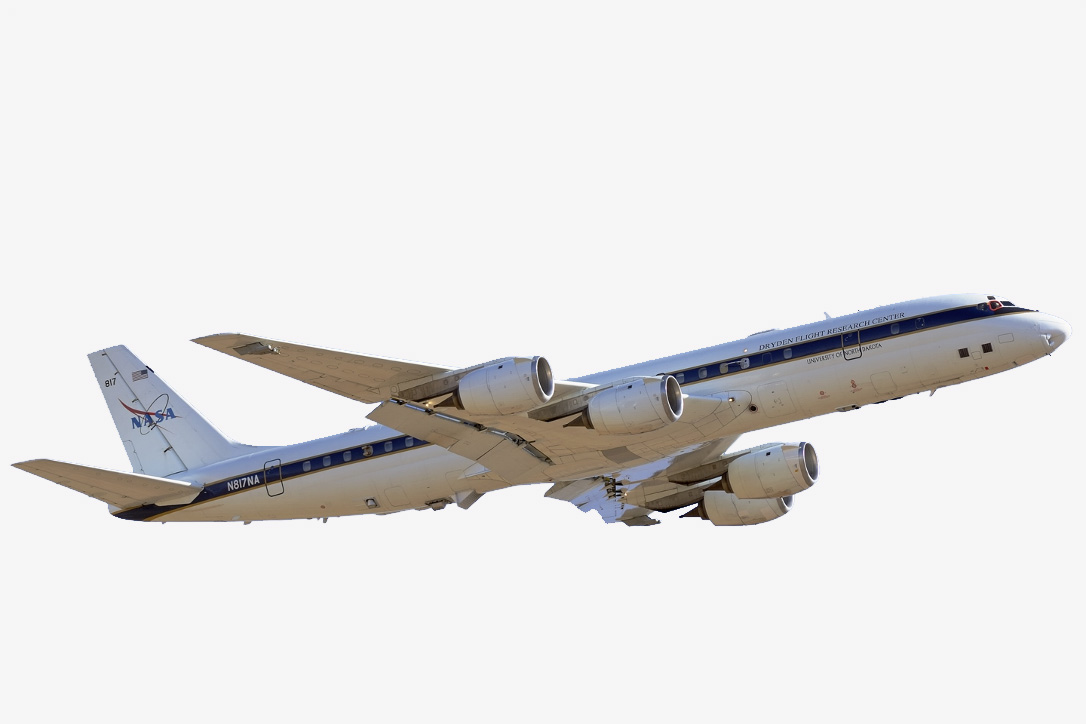 DRYDEN FLIGHT RESEARCH CENTER
UNIVERSITY OF NORTH DAKOTA
817
NASA
N817NA